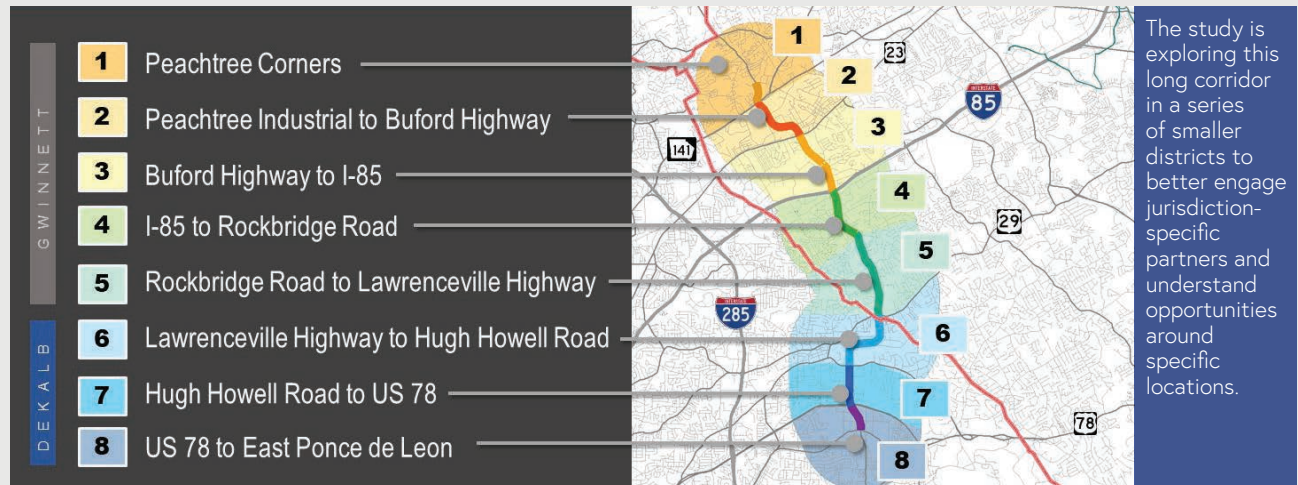 GWINNETT
1 Peachtree Corners
2 Peachtree Industrial to Buford Highway
3 Buford Highway to I-85
4 I-85 to Rockbridge Road
5 Rockbridge Road to Lawrenceville Highway
DEKALB
6 Lawrenceville Highway to Hugh Howell Road
7 Hugh Howell Road to US 78
8 US 78 to East Ponce de Leon
1
23
2
INTERSTATE
85
3
141
4
29
5
INTERSTATE
285
6
7
78
8
The study is
exploring this
long corridor
in a series
of smaller
districts to
better engage
jurisdiction-
specific
partners and
understand
opportunities
around
specific
locations.